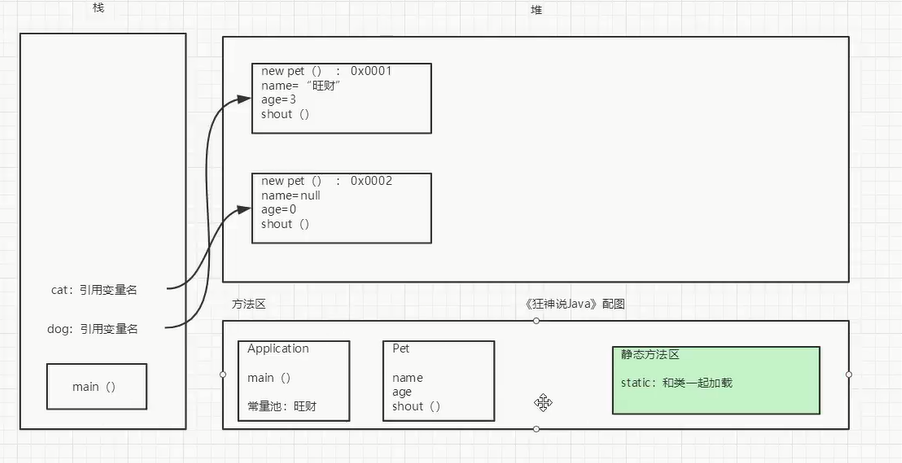 栈
堆
new pet（） ： 0x0001
name=“旺财”
age=3
shout（）
new pet（） ： 0x0002
name=null
age=0
shout（）
cat：引用变量名
dog：引用变量名
main（）
方法区
《狂神说Java》配图
Application
main（）
常量池：旺财
Pet
name
age
shout（）
静态方法区
static：和类一起加载